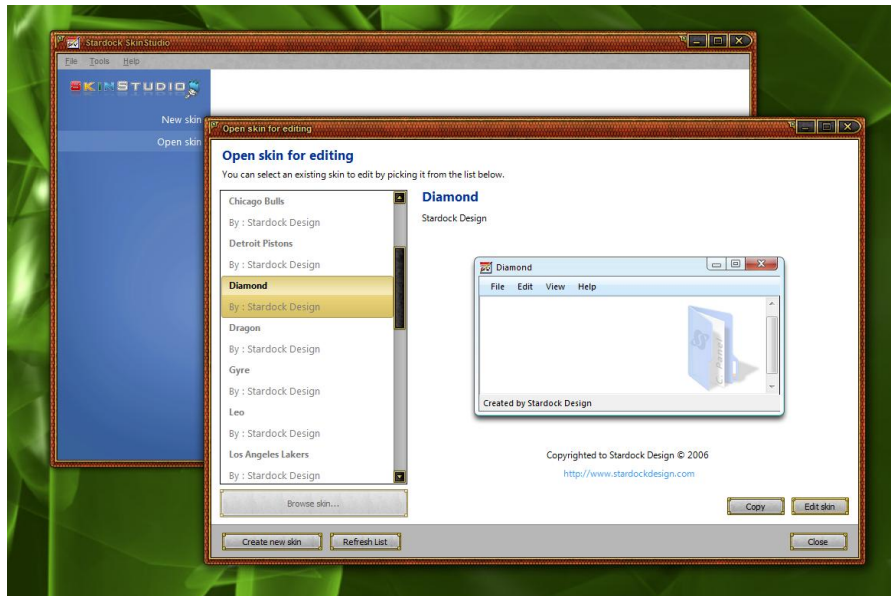 Stardock SkinStudio
File Tools Help
SKINSTUDIO
New skin
Open skin
Open skin for editing
Open skin for editing
You can select an existing skin to edit by picking it from the list below.
Chicago Bulls
By : Stardock Design
Detroit Pistons
By : Stardock Design
Diamond
By : Stardock Design
Dragon
By : Stardock Design
Gyre
By : Stardock Design
Leo
By : Stardock Design
Los Angeles Lakers
By : Stardock Design
Browse skin...
Diamond
Stardock Design
Diamond
File Edit View Help
SS
C. Panel
Created by Stardock Design
Copyrighted to Stardock Design © 2006
http://www.stardockdesign.com
Copy Edit skin
Create new skin Refresh List Close